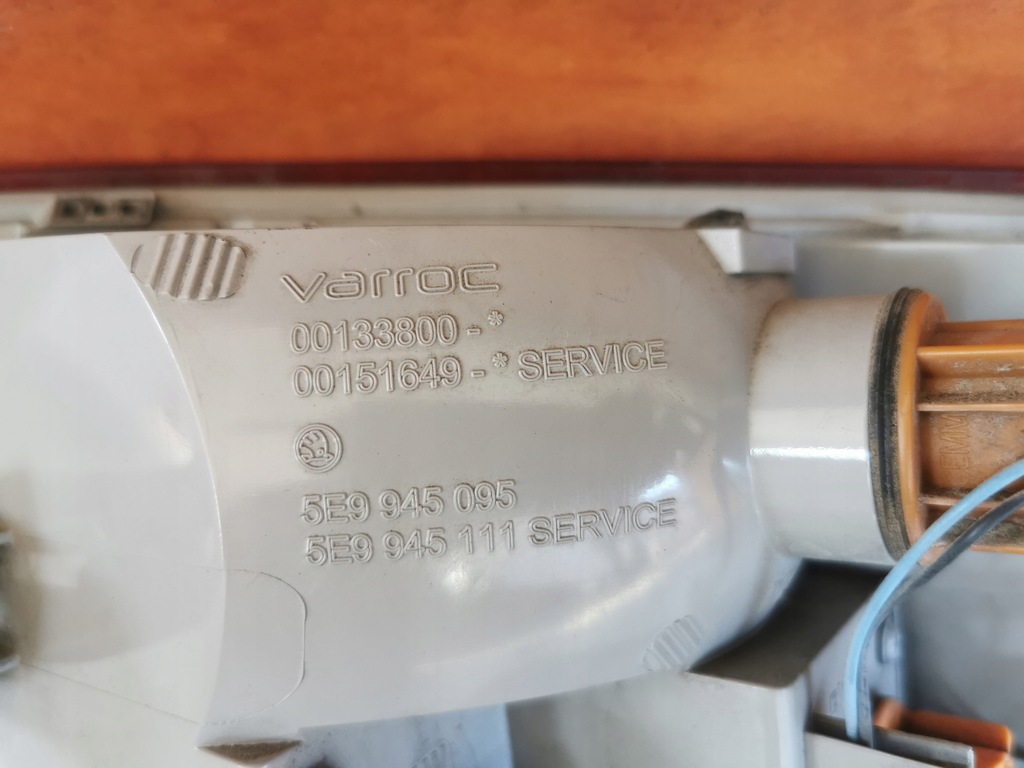 varroc
00133800 - *
00151649 - * SERVICE
5E9 945 095
5E9 945 111 SERVICE